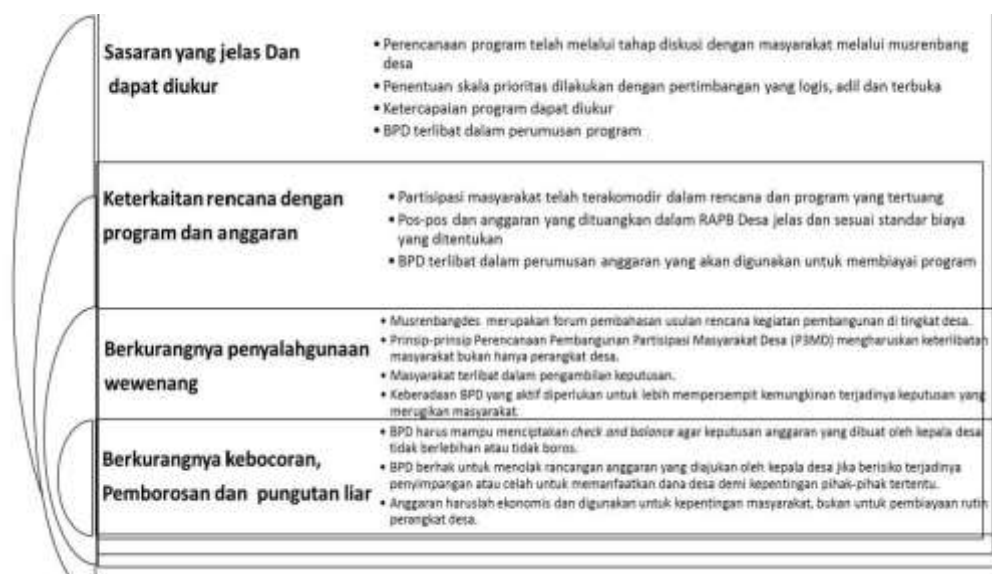 Sasaran yang jelas Dan
dapat diukur
• Perencanaan program telah melalui tahap diskusi dengan masyarakat melalui musrenbang
desa
• Penentuan skala prioritas dilakukan dengan pertimbangan yang logis, adil dan terbuka
• Ketercapaian program dapat diukur
• BPD terlibat dalam perumusan program
Keterkaitan rencana dengan
program dan anggaran
• Partisipasi masyarakat telah terakomodir dalam rencana dan program yang tertuang
• Pos-pos dan anggaran yang dituangkan dalam RAPB Desa jelas dan sesuai standar biaya
yang ditentukan
• BPD terlibat dalam perumusan anggaran yang akan digunakan untuk membiayai program
Berkurangnya penyalahgunaan
wewenang
• Musrenbangdes merupakan forum pembahasan usulan rencana kegiatan pembangunan di tingkat desa.
• Prinsip-prinsip Perencanaan Pembangunan Partisipasi Masyarakat Desa (P3MD) mengharuskan keterlibatan
masyarakat bukan hanya perangkat desa.
• Masyarakat terlibat dalam pengambilan keputusan.
• Keberadaan BPD yang aktif diperlukan untuk lebih mempersempit kemungkinan terjadinya keputusan yang
merugikan masyarakat.
Berkurangnya kebocoran,
Pemborosan dan pungutan liar
• BPD harus mampu menciptakan check and balance agar keputusan anggaran yang dibuat oleh kepala desa
tidak berlebihan atau tidak boros.
• BPD berhak untuk menolak rancangan anggaran yang diajukan oleh kepala desa jika berisiko terjadinya
penyimpangan atau celah untuk memanfaatkan dana desa demi kepentingan pihak-pihak tertentu.
• Anggaran haruslah ekonomis dan digunakan untuk kepentingan masyarakat, bukan untuk pembiayaan rutin
perangkat desa.